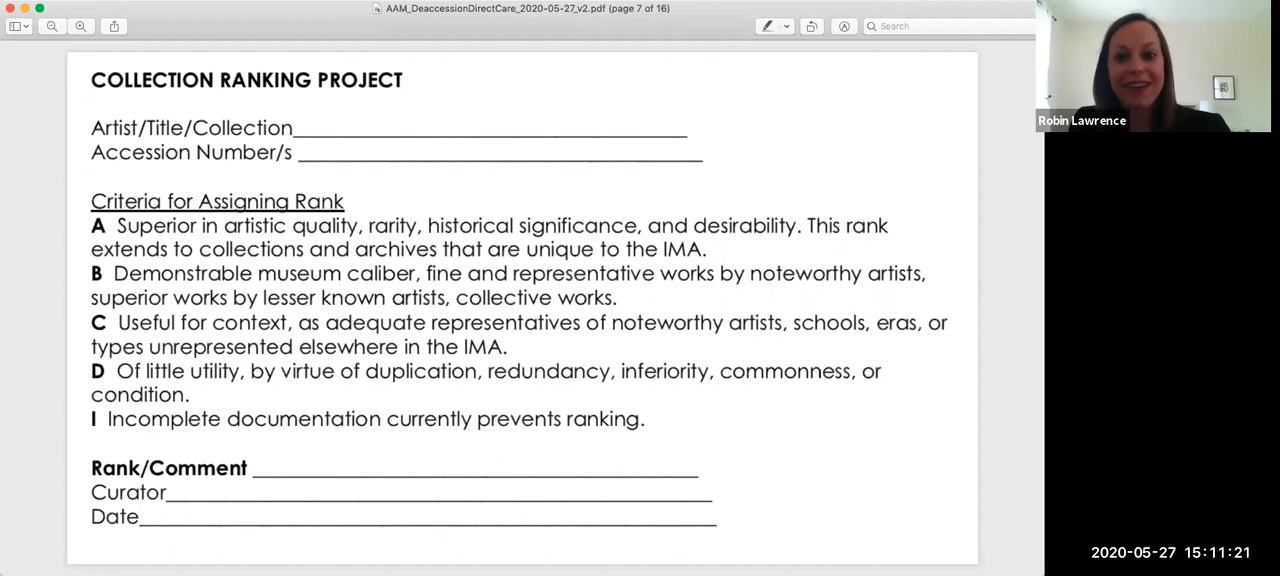 AAM_DeaccessionDirectCare_2020-05-27_v2.pdf (page 7 of 16)
Search
COLLECTION RANKING PROJECT
Artist/Title/Collection
Accession Number/s
Criteria for Assigning Rank
A Superior in artistic quality, rarity, historical significance, and desirability. This rank
extends to collections and archives that are unique to the IMA.
B Demonstrable museum caliber, fine and representative works by noteworthy artists,
superior works by lesser known artists, collective works.
C Useful for context, as adequate representatives of noteworthy artists, schools, eras, or
types unrepresented elsewhere in the IMA.
D Of little utility, by virtue of duplication, redundancy, inferiority, commonness, or
condition.
I Incomplete documentation currently prevents ranking.
Rank/Comment
Curator
Date
Robin Lawrence
2020-05-27 15:11:21